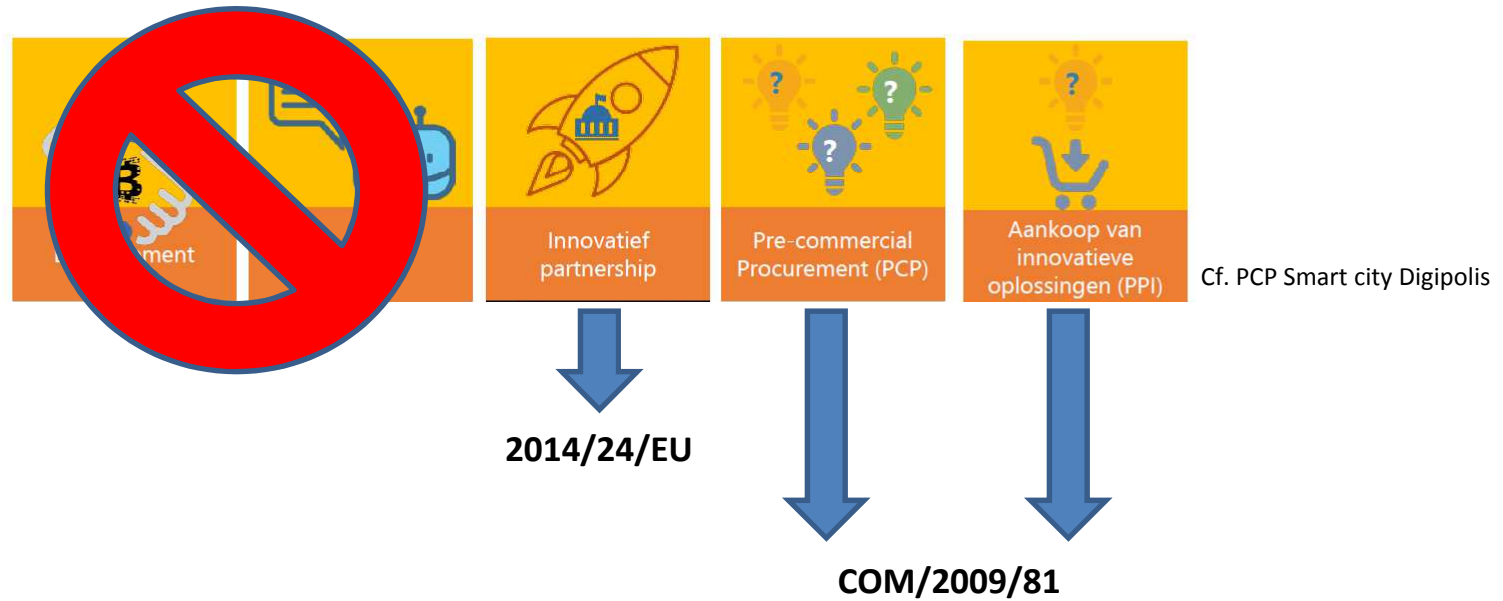 Innovatief
partnership
Pre-commercial
Procurement (PCP)
Aankoop van
innovatieve
oplossingen (PPI)
Cf. PCP Smart city Digipolis
2014/24/EU
COM/2009/81